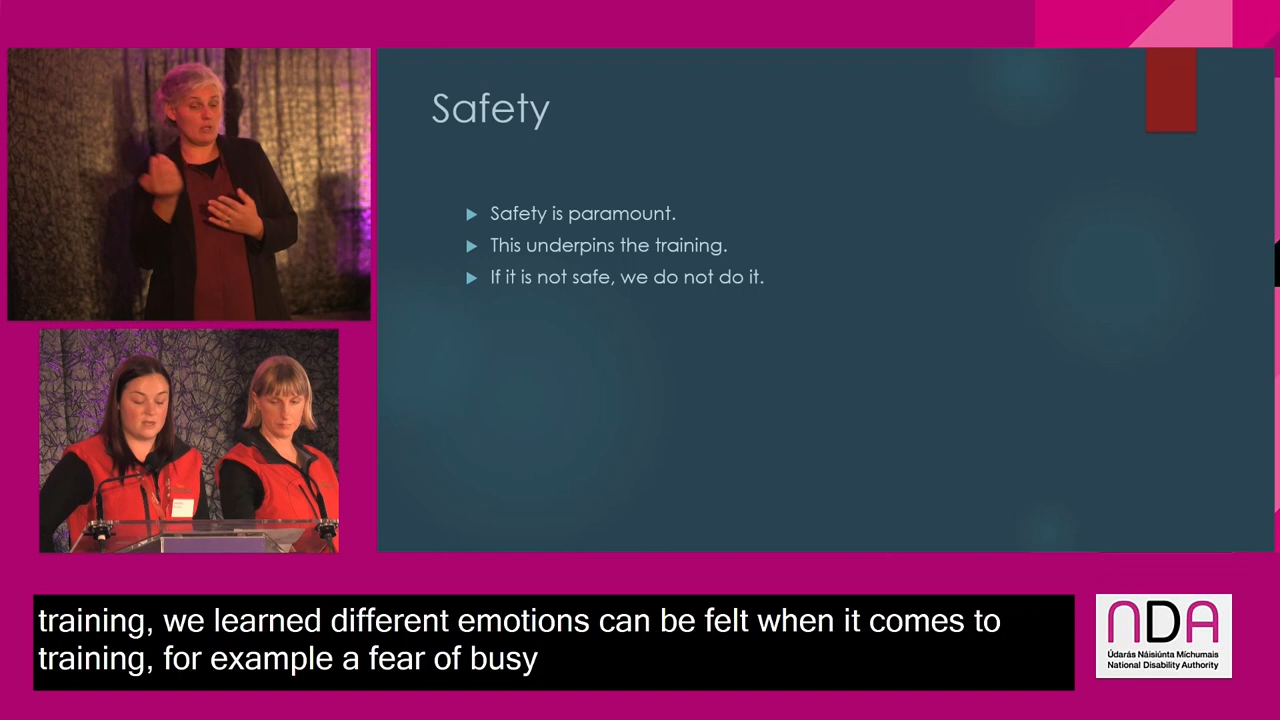 Safety
Safety is paramount.
This underpins the training.
If it is not safe, we do not do it.
training, we learned different emotions can be felt when it comes to
training, for example a fear of busy
NDA
Údarás Náisiúnta Míchumais
National Disability Authority